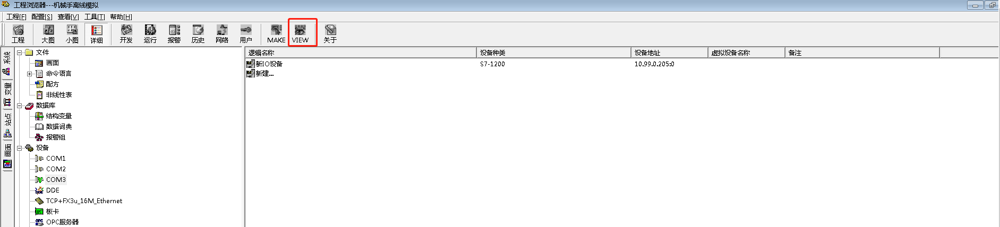 工程浏览器---机械手离线模拟
工程[F] 配置[S] 查看[V] 工具[T] 帮助[H]
工程 大图 小图 详细 开发 运行 报警 历史 网络 用户 MAKE VIEW 关于
系统
变量
站点
画面
文件
画面
命令语言
配方
非线性表
数据库
结构变量
数据词典
报警组
设备
COM1
COM2
COM3
DDE
TCP+FX3u_16M_Ethernet
板卡
OPC服务器
逻辑名称 设备种类 设备地址 虚拟设备名称 备注
新IO设备 S7-1200 10.99.0.205:0
新建...